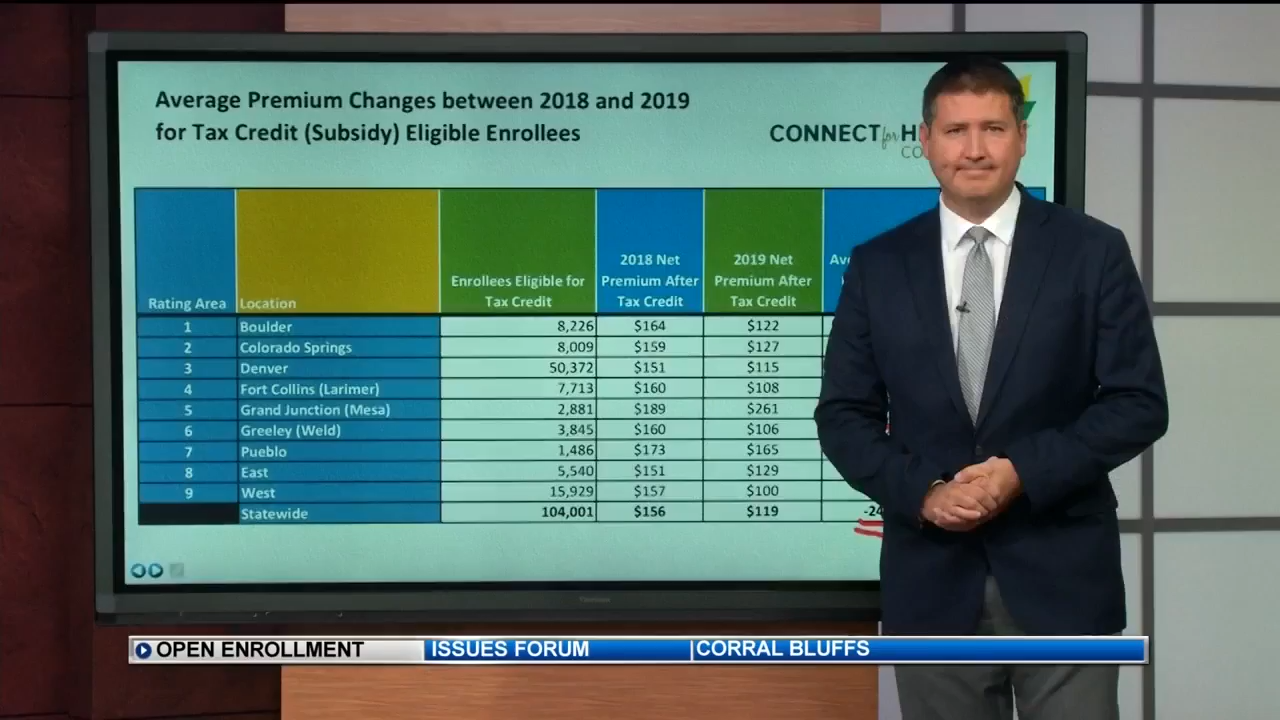 Average Premium Changes between 2018 and 2019
for Tax Credit (Subsidy) Eligible Enrollees
CONNECT for H
CO
Rating Area Location Enrollees Eligible for Tax Credit 2018 Net Premium After Tax Credit 2019 Net Premium After Tax Credit
1 Boulder 8,226 $164 $122
2 Colorado Springs 8,009 $159 $127
3 Denver 50,372 $151 $115
4 Fort Collins (Larimer) 7,713 $160 $108
5 Grand Junction (Mesa) 2,881 $189 $261
6 Greeley (Weld) 3,845 $160 $106
7 Pueblo 1,486 $173 $165
8 East 5,540 $151 $129
9 West 15,929 $157 $100
Statewide 104,001 $156 $119 -24
OPEN ENROLLMENT ISSUES FORUM CORRAL BLUFFS